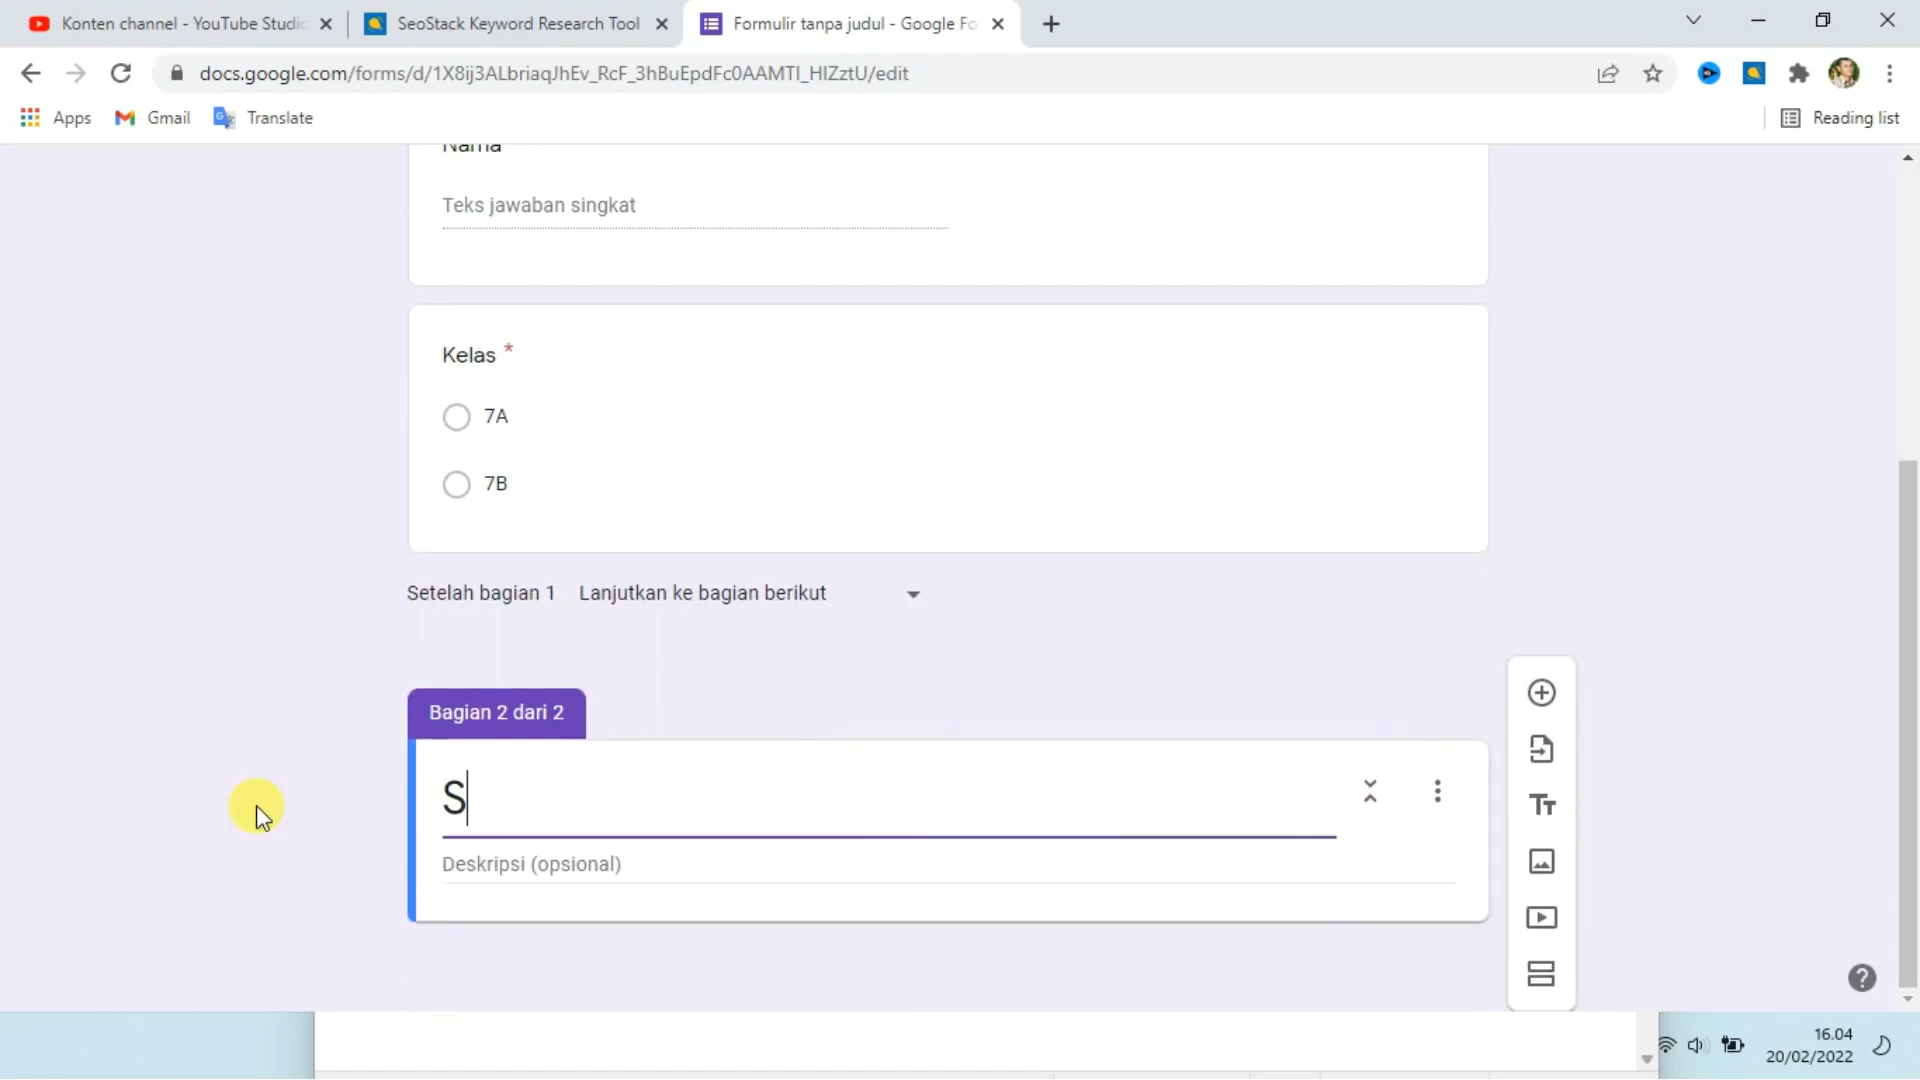 Konten channel - YouTube Studio
SeoStack Keyword Research Tool
Formulir tanpa judul - Google Fo
docs.google.com/forms/d/1X8ij3ALbriaqJhEv_RcF_3hBuEpdFc0AAMTI_HIZztU/edit
Apps
Gmail
Translate
Reading list
Nama
Teks jawaban singkat
Kelas *
7A
7B
Setelah bagian 1 Lanjutkan ke bagian berikut
Bagian 2 dari 2
S
Deskripsi (opsional)
16.04
20/02/2022